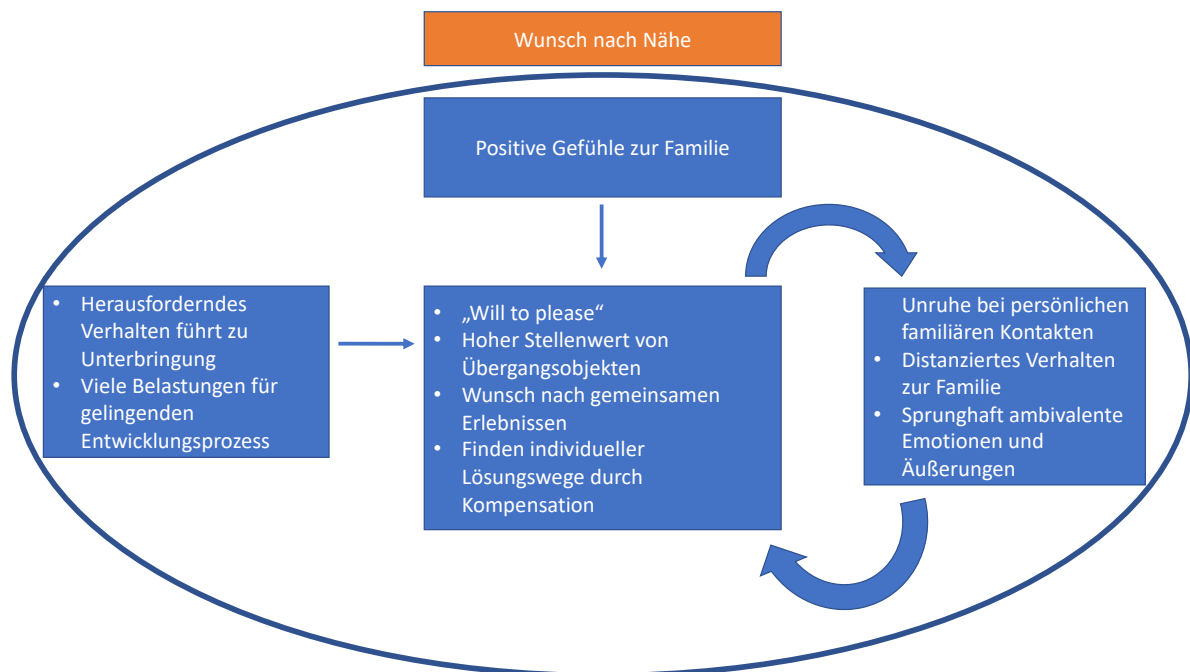 Wunsch nach Nähe
Positive Gefühle zur Familie
• Herausforderndes
Verhalten führt zu
Unterbringung
• Viele Belastungen für
gelingenden
Entwicklungsprozess
• „Will to please“
• Hoher Stellenwert von
Übergangsobjekten
• Wunsch nach gemeinsamen
Erlebnissen
• Finden individueller
Lösungswege durch
Kompensation
Unruhe bei persönlichen
familiären Kontakten
• Distanziertes Verhalten
zur Familie
• Sprunghaft ambivalente
Emotionen und
Äußerungen